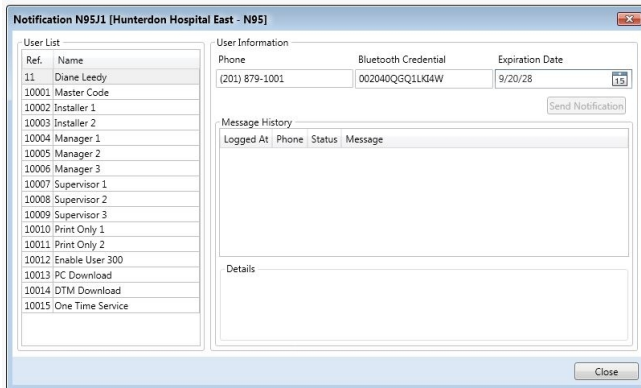 Notification N95J1 [Hunterdon Hospital East - N95]
User List
Ref. Name
11 Diane Leedy
10001 Master Code
10002 Installer 1
10003 Installer 2
10004 Manager 1
10005 Manager 2
10006 Manager 3
10007 Supervisor 1
10008 Supervisor 2
10009 Supervisor 3
10010 Print Only 1
10011 Print Only 2
10012 Enable User 300
10013 PC Download
10014 DTM Download
10015 One Time Service
User Information
Phone Bluetooth Credential Expiration Date
(201) 879-1001 002040QGQ1LKI4W 9/20/28 15
Send Notification
Message History
Logged At Phone Status Message
Details
Close